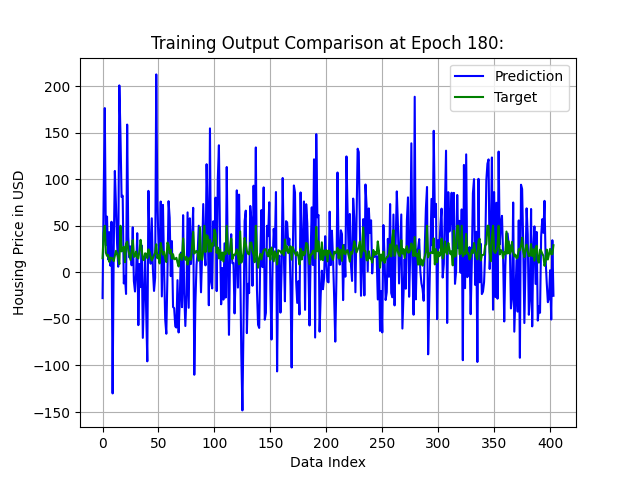 Training Output Comparison at Epoch 180:
Prediction
Target
Housing Price in USD
200
150
100
50
0
−50
−100
−150
0 50 100 150 200 250 300 350 400
Data Index